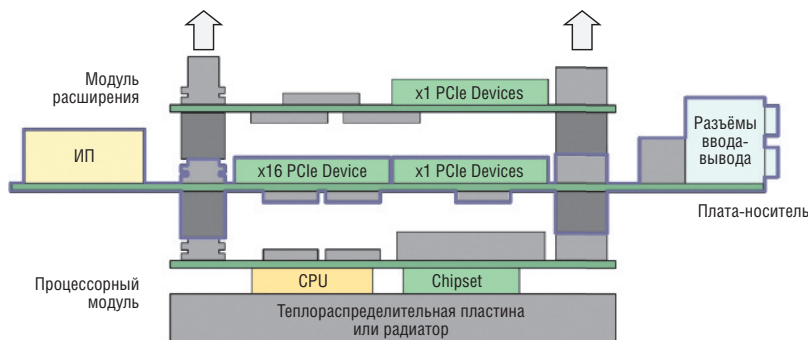 Модуль
расширения
x1 PCIe Devices
ИП
x16 PCIe Device
x1 PCIe Devices
Разъёмы
ввода-
вывода
Плата-носитель
Процессорный
модуль
CPU
Chipset
Теплораспределительная пластина
или радиатор